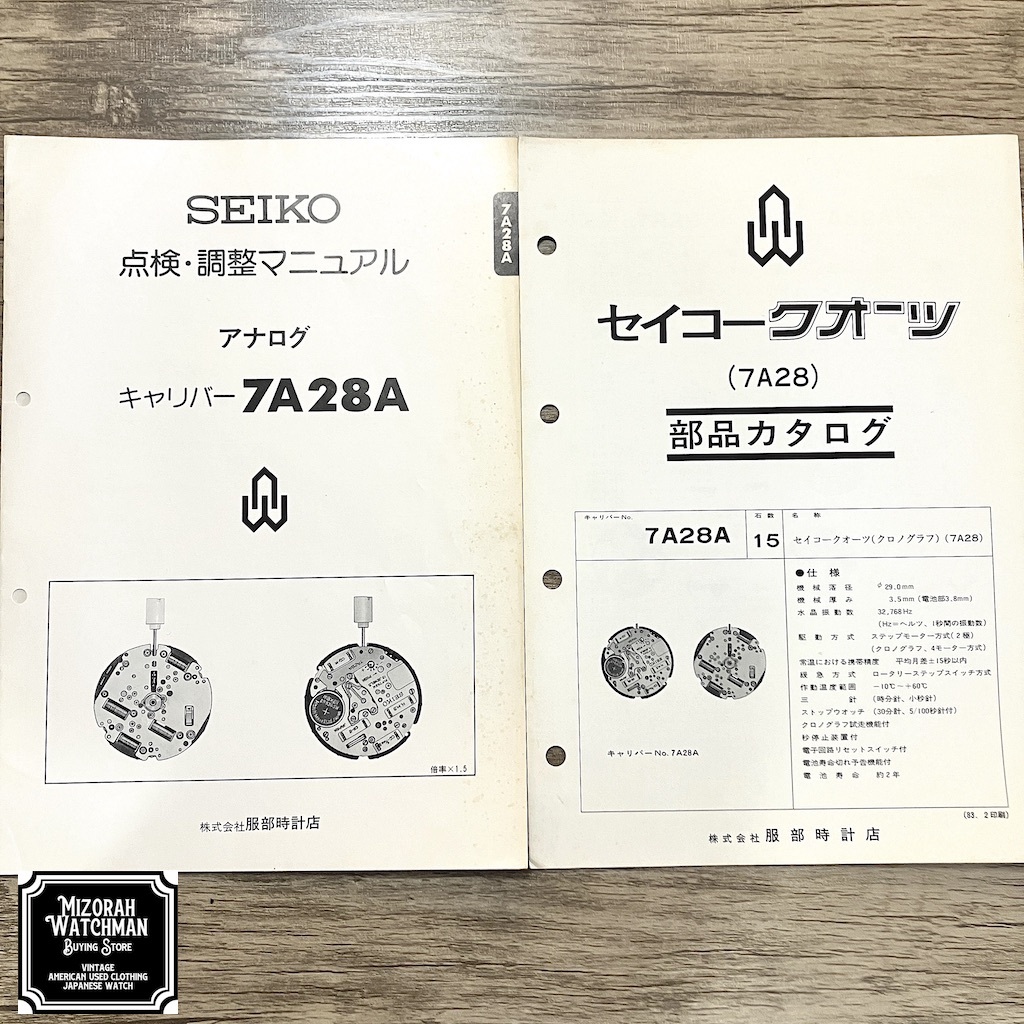 SEIKO
点検・調整マニュアル
アナログ
キャリバー 7A28A
倍率×1.5
株式会社 服部時計店
7A28A
セイコークオーツ
(7A28)
部品カタログ
キャリバーNo.
7A28A
石数
15
名称
セイコークオーツ(クロノグラフ)(7A28)
●仕様
機械落径 φ29.0mm
機械厚み 3.5mm(電池部3.8mm)
水晶振動数 32,768Hz
(Hz=ヘルツ、1秒間の振動数)
駆動方式 ステップモーター方式(2極)
(クロノグラフ、4モーター方式)
常温における携帯精度 平均月差±15秒以内
緩急方式 ロータリーステップスイッチ方式
作動温度範囲 −10℃〜+60℃
三針 (時分針、小秒針)
ストップウオッチ (30分針、5/100秒針付)
クロノグラフ試走機能付
秒停止装置付
電子回路リセットスイッチ付
電池寿命切れ予告機能付
電池寿命 約2年
キャリバーNo. 7A28A
(83. 2印刷)
株式会社 服部時計店
MIZORAH
WATCHMAN
BUYING STORE
VINTAGE
AMERICAN USED CLOTHING
JAPANESE WATCH